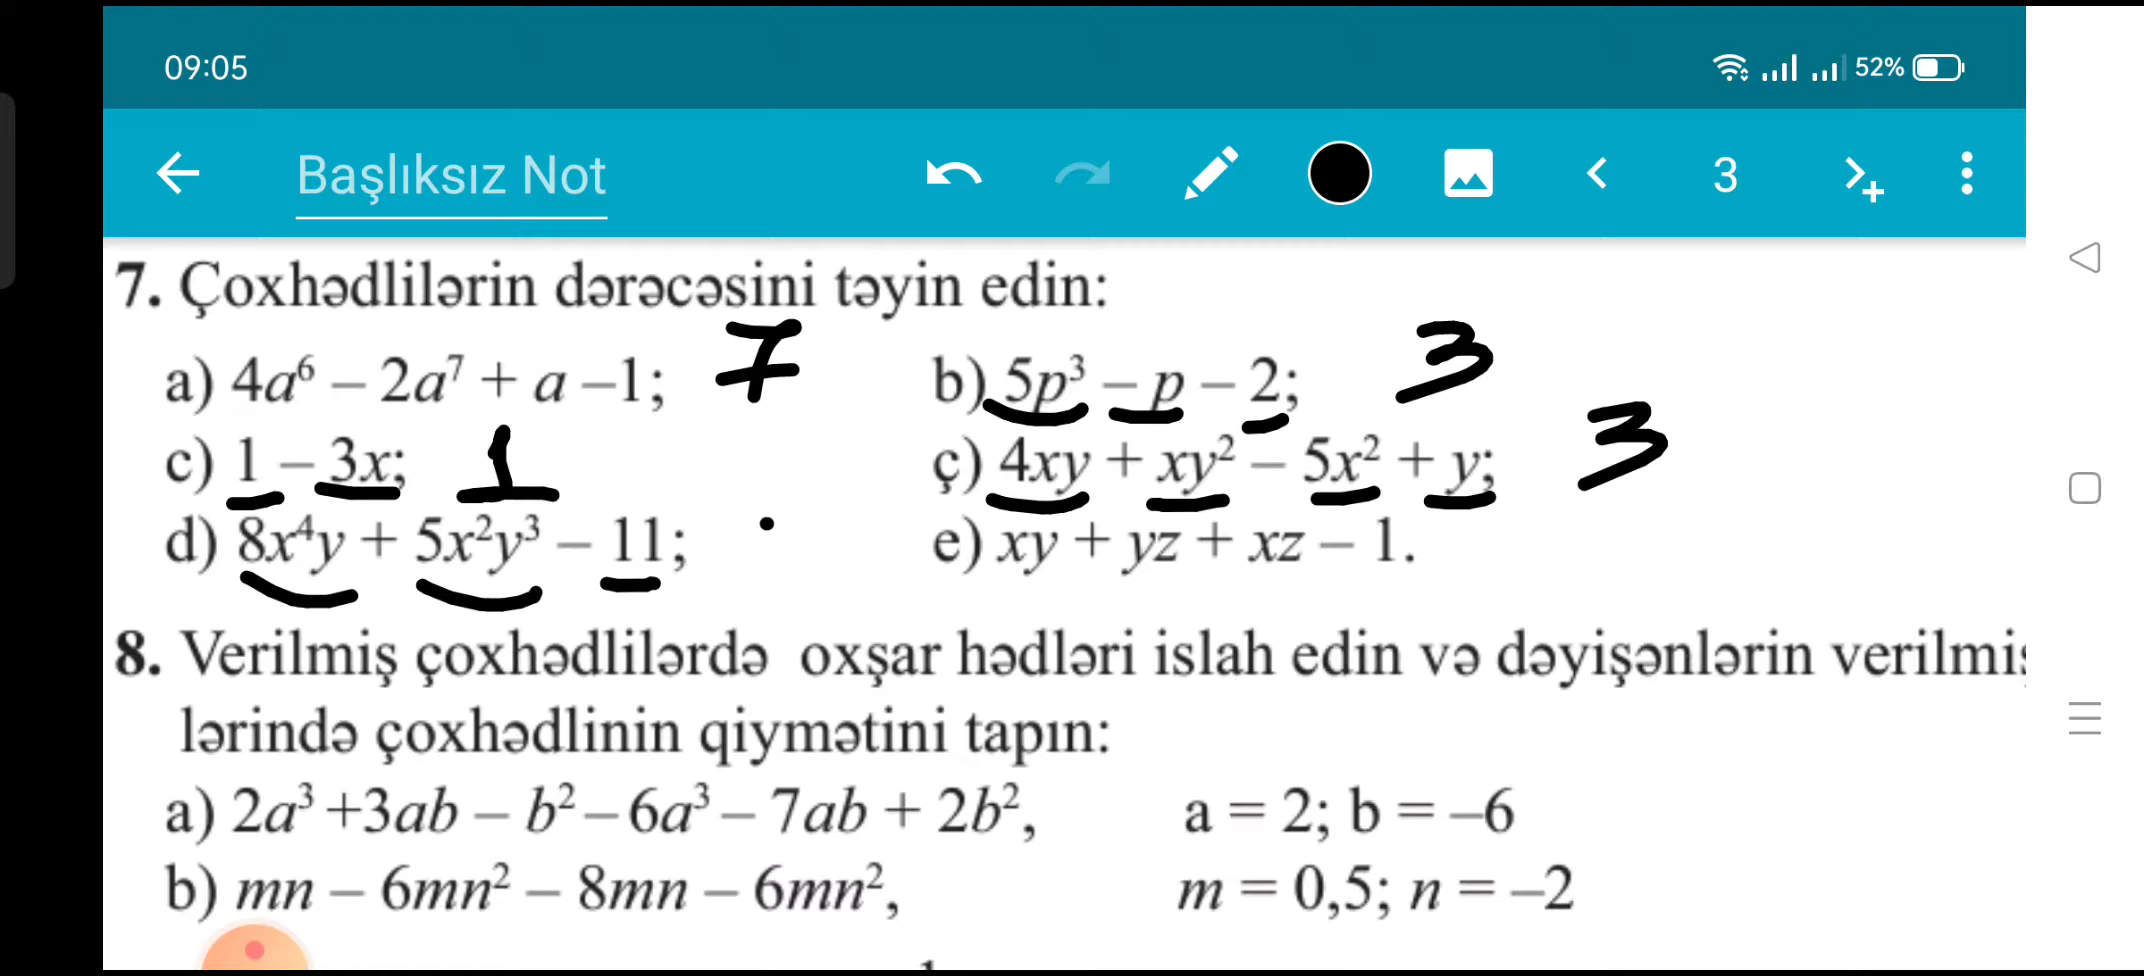 09:05 52%
Başlıksız Not 3
7. Çoxhədlilərin dərəcəsini təyin edin:
a) 4a⁶ – 2a⁷ + a –1; 7 b) 5p³ – p – 2; 3
c) 1 – 3x; 1 ç) 4xy + xy² – 5x² + y; 3
d) 8x⁴y + 5x²y³ – 11; e) xy + yz + xz – 1.
8. Verilmiş çoxhədlilərdə oxşar hədləri islah edin və dəyişənlərin verilmiş
lərində çoxhədlinin qiymətini tapın:
a) 2a³ +3ab – b² – 6a³ – 7ab + 2b², a = 2; b = –6
b) mn – 6mn² – 8mn – 6mn², m = 0,5; n = –2